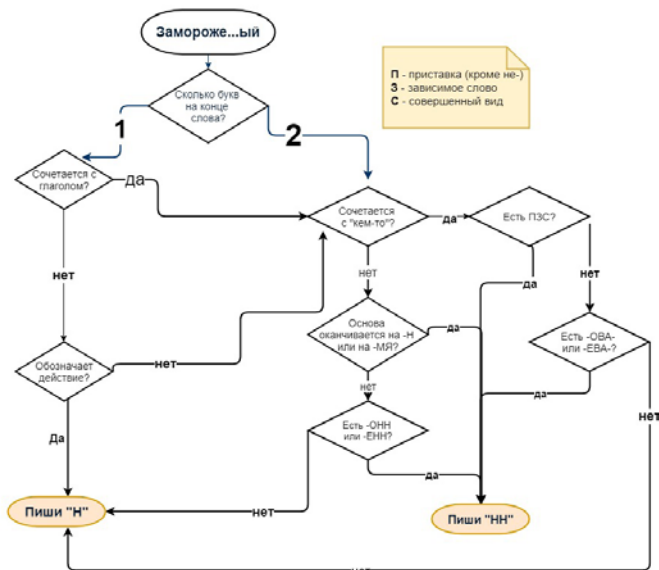 Замороже...ый
П - приставка (кроме не-)
З - зависимое слово
С - совершенный вид
Сколько букв
на конце
слова?
1
2
Сочетается с
глаголом?
да
Сочетается
с "кем-то"?
да
Есть ПЗС?
нет
нет
да
нет
Основа
оканчивается на -Н
или на -МЯ?
да
Есть -ОВА-
или -ЕВА-?
Обозначает
действие?
нет
нет
да
нет
Есть -ОНН
или -ЕНН?
Да
да
Пиши "Н"
нет
Пиши "НН"
нет